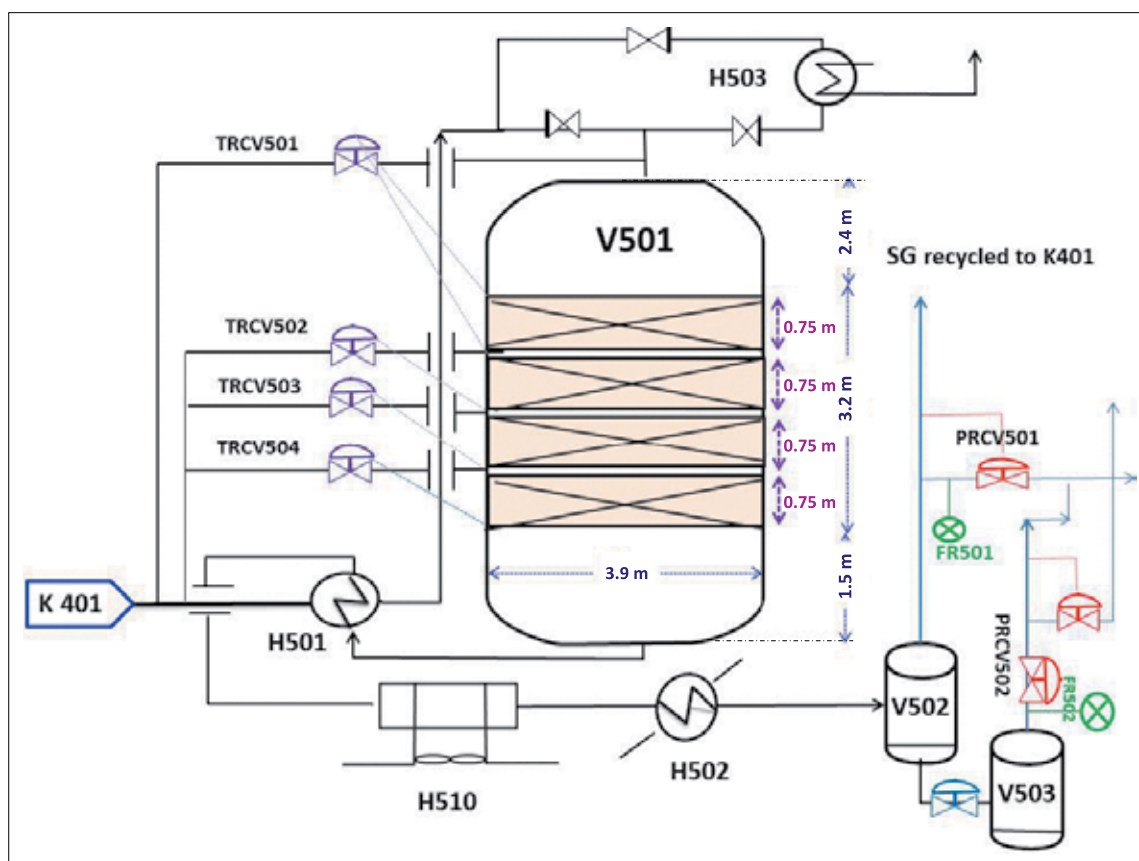 H503
TRCV501
V501
2.4 m
SG recycled to K401
0.75 m
TRCV502
0.75 m
3.2 m
TRCV503
0.75 m
PRCV501
TRCV504
0.75 m
FR501
3.9 m
1.5 m
K 401
H501
PRCV502
FR502
V502
H502
H510
V503